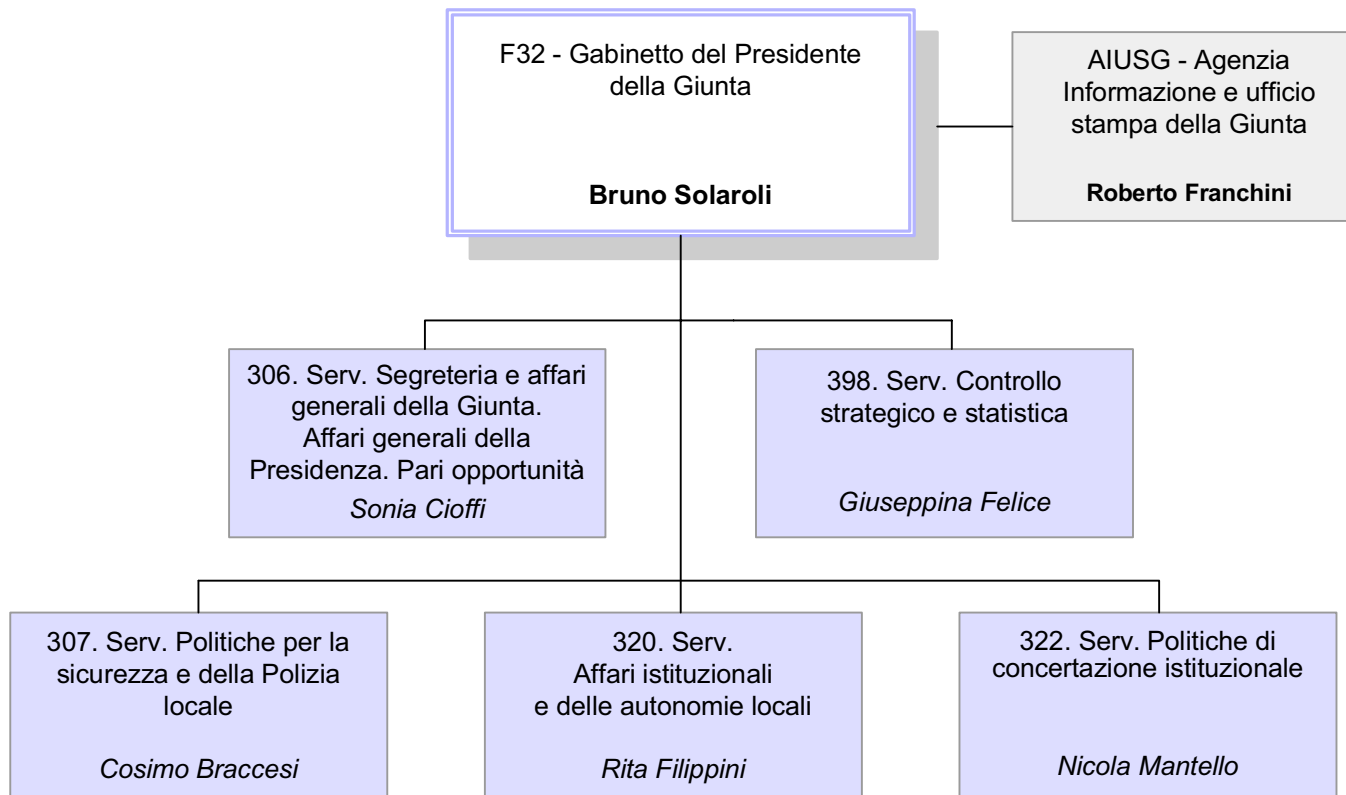 F32 - Gabinetto del Presidente
della Giunta
Bruno Solaroli
AIUSG - Agenzia
Informazione e ufficio
stampa della Giunta
Roberto Franchini
306. Serv. Segreteria e affari
generali della Giunta.
Affari generali della
Presidenza. Pari opportunità
Sonia Cioffi
398. Serv. Controllo
strategico e statistica
Giuseppina Felice
307. Serv. Politiche per la
sicurezza e della Polizia
locale
Cosimo Braccesi
320. Serv.
Affari istituzionali
e delle autonomie locali
Rita Filippini
322. Serv. Politiche di
concertazione istituzionale
Nicola Mantello